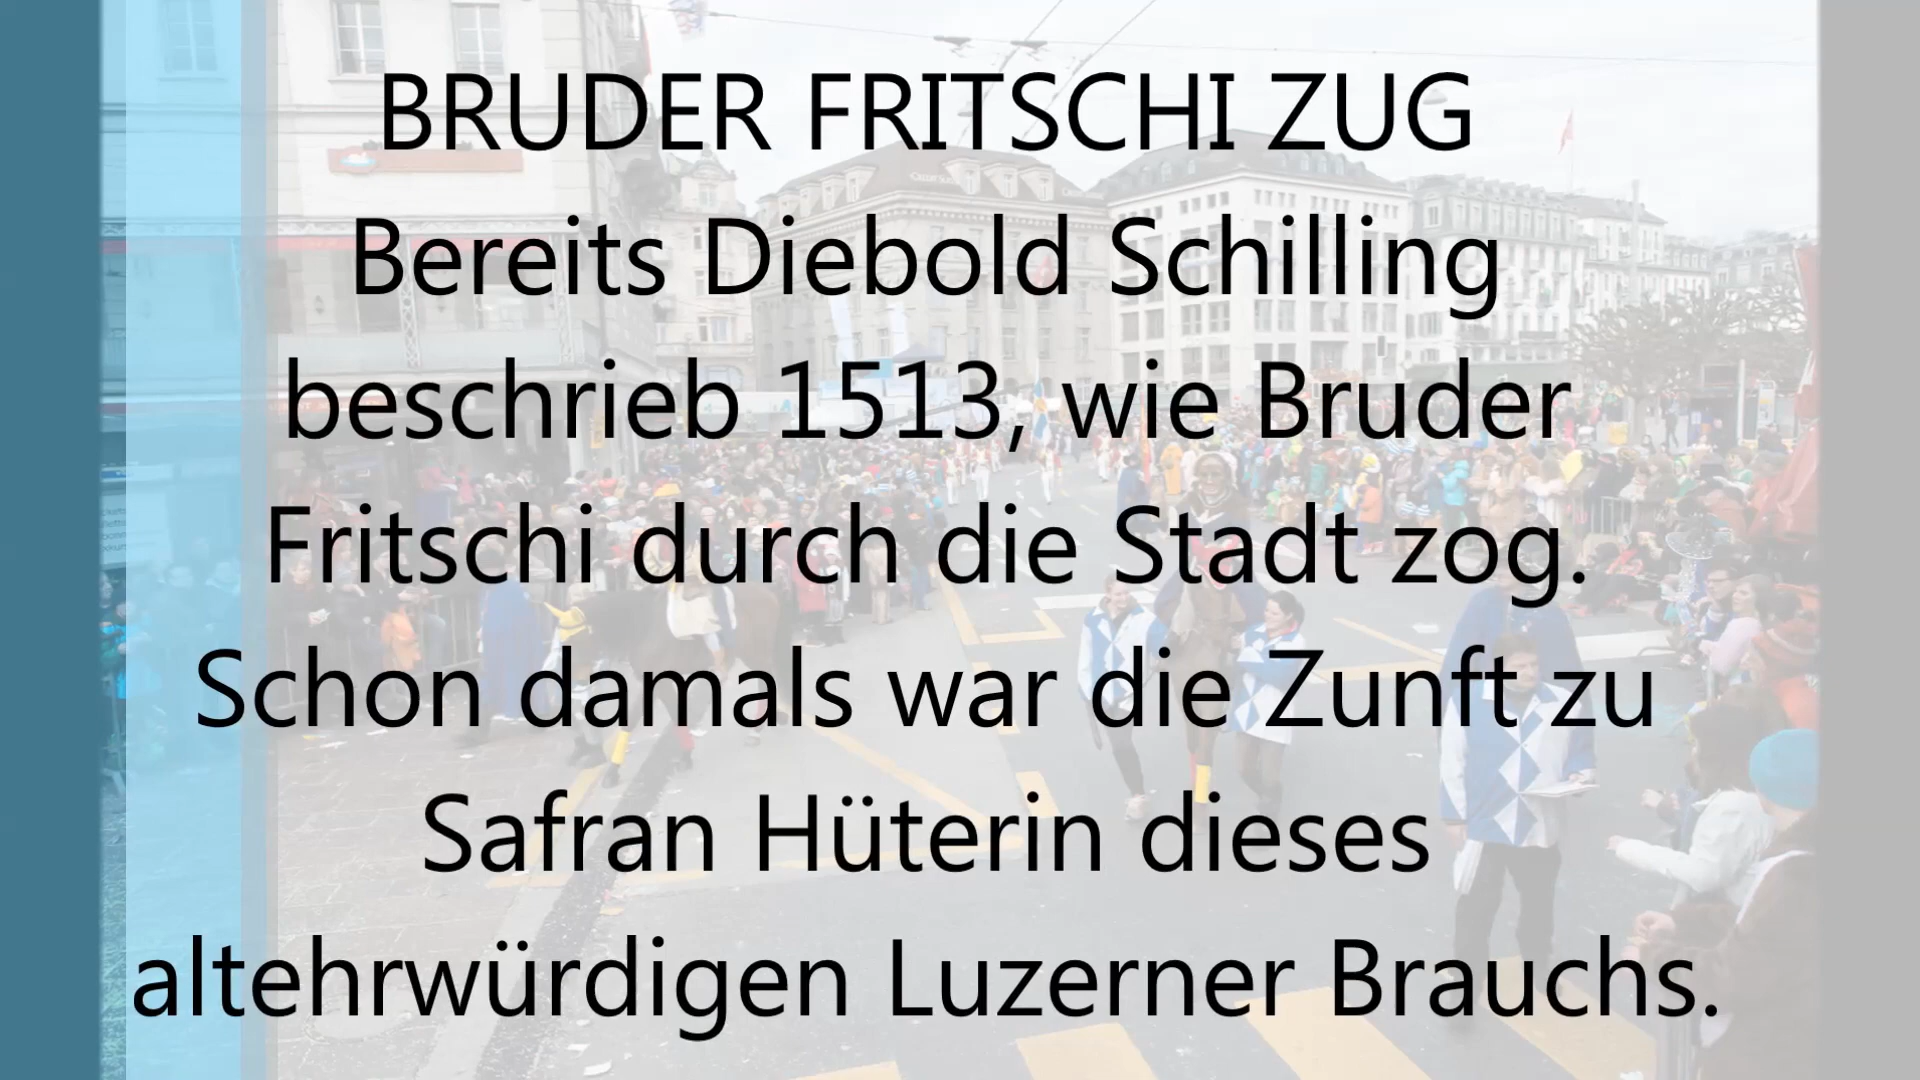 BRUDER FRITSCHI ZUG
Bereits Diebold Schilling
beschrieb 1513, wie Bruder
Fritschi durch die Stadt zog.
Schon damals war die Zunft zu
Safran Hüterin dieses
altehrwürdigen Luzerner Brauchs.